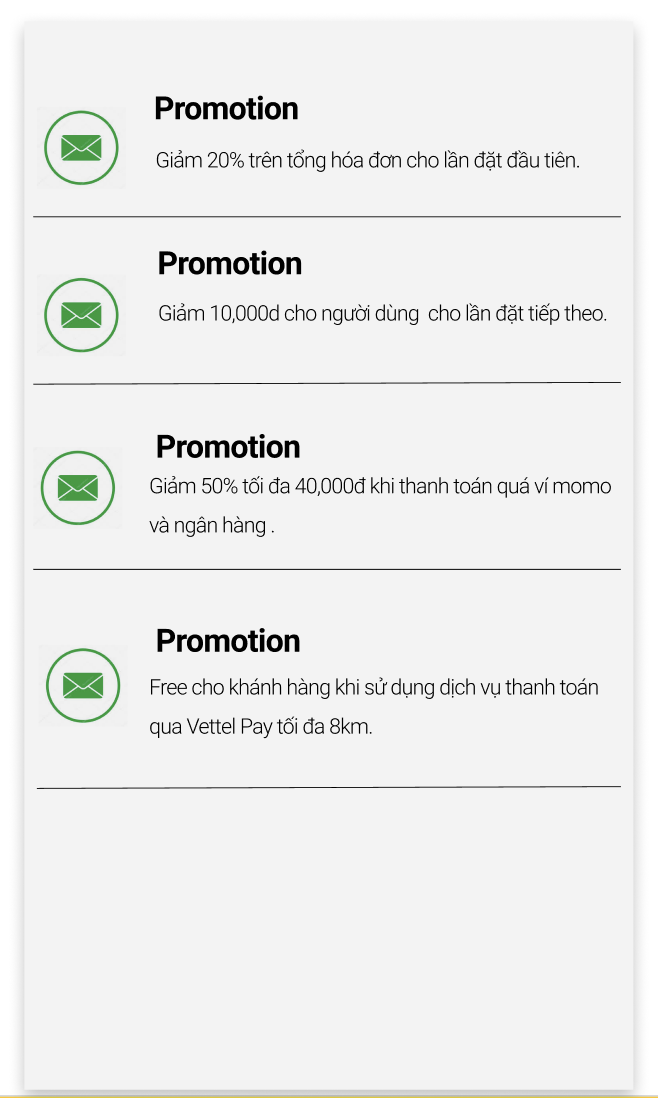 Promotion
Giảm 20% trên tổng hóa đơn cho lần đặt đầu tiên.
Promotion
Giảm 10,000d cho người dùng  cho lần đặt tiếp theo.
Promotion
Giảm 50% tối đa 40,000đ khi thanh toán quá ví momo
và ngân hàng .
Promotion
Free cho khánh hàng khi sử dụng dịch vụ thanh toán
qua Vettel Pay tối đa 8km.